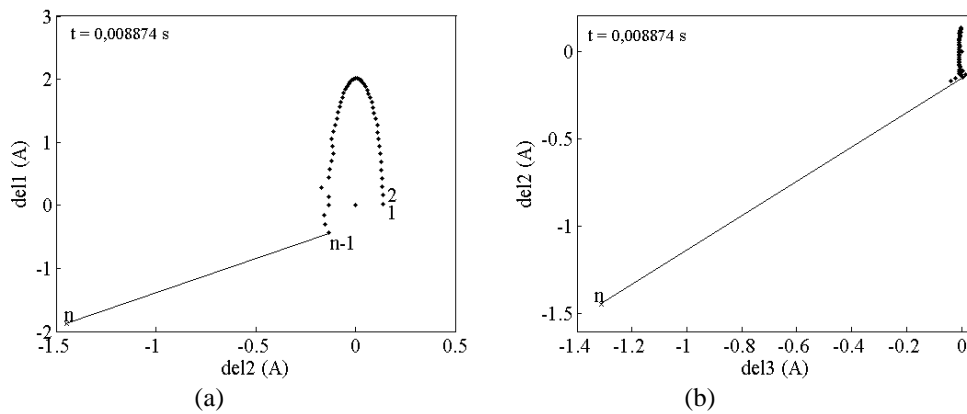 3
t = 0,008874 s
2
1
0
-1
-2
del1 (A)
2
1
n-1
n
-1.5
-1
-0.5
0
0.5
del2 (A)
(a)
t = 0,008874 s
0
-0.5
-1
-1.5
del2 (A)
n
-1.4
-1.2
-1
-0.8
-0.6
-0.4
-0.2
0
del3 (A)
(b)